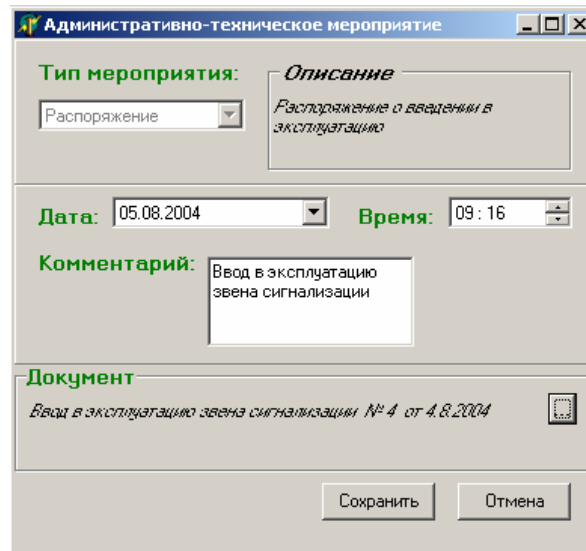 Административно-техническое мероприятие
Тип мероприятия:
Распоряжение
Описание
Распоряжение о введении в
эксплуатацию
Дата: 05.08.2004 Время: 09 : 16
Комментарий:
Ввод в эксплуатацию
звена сигнализации
Документ
Ввод в эксплуатацию звена сигнализации № 4 от 4.8.2004
...
Сохранить Отмена